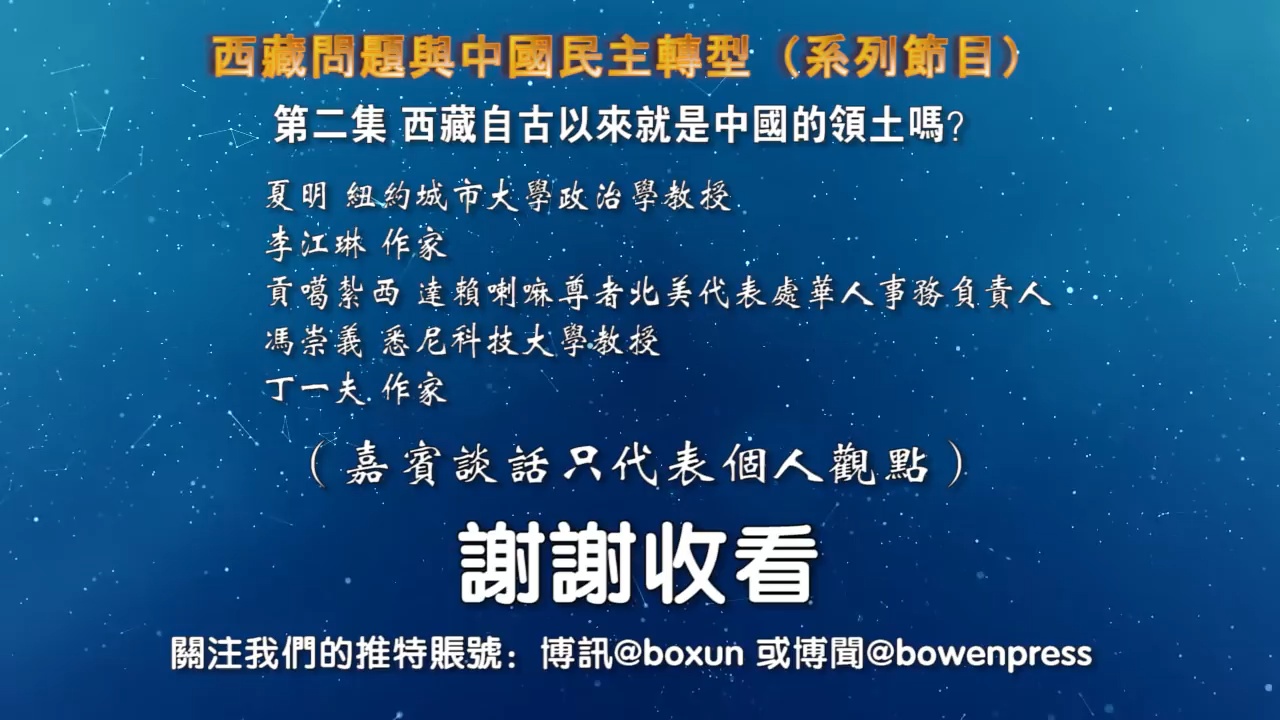 西藏問題與中國民主轉型（系列節目）
第二集 西藏自古以來就是中國的領土嗎?
夏明 紐約城市大學政治學教授
李江琳 作家
貢噶紮西 達賴喇嘛尊者北美代表處華人事務負責人
馮崇義 悉尼科技大學教授
丁一夫 作家
（嘉賓談話只代表個人觀點）
謝謝收看
關注我們的推特賬號：博訊@boxun 或博聞@bowenpress